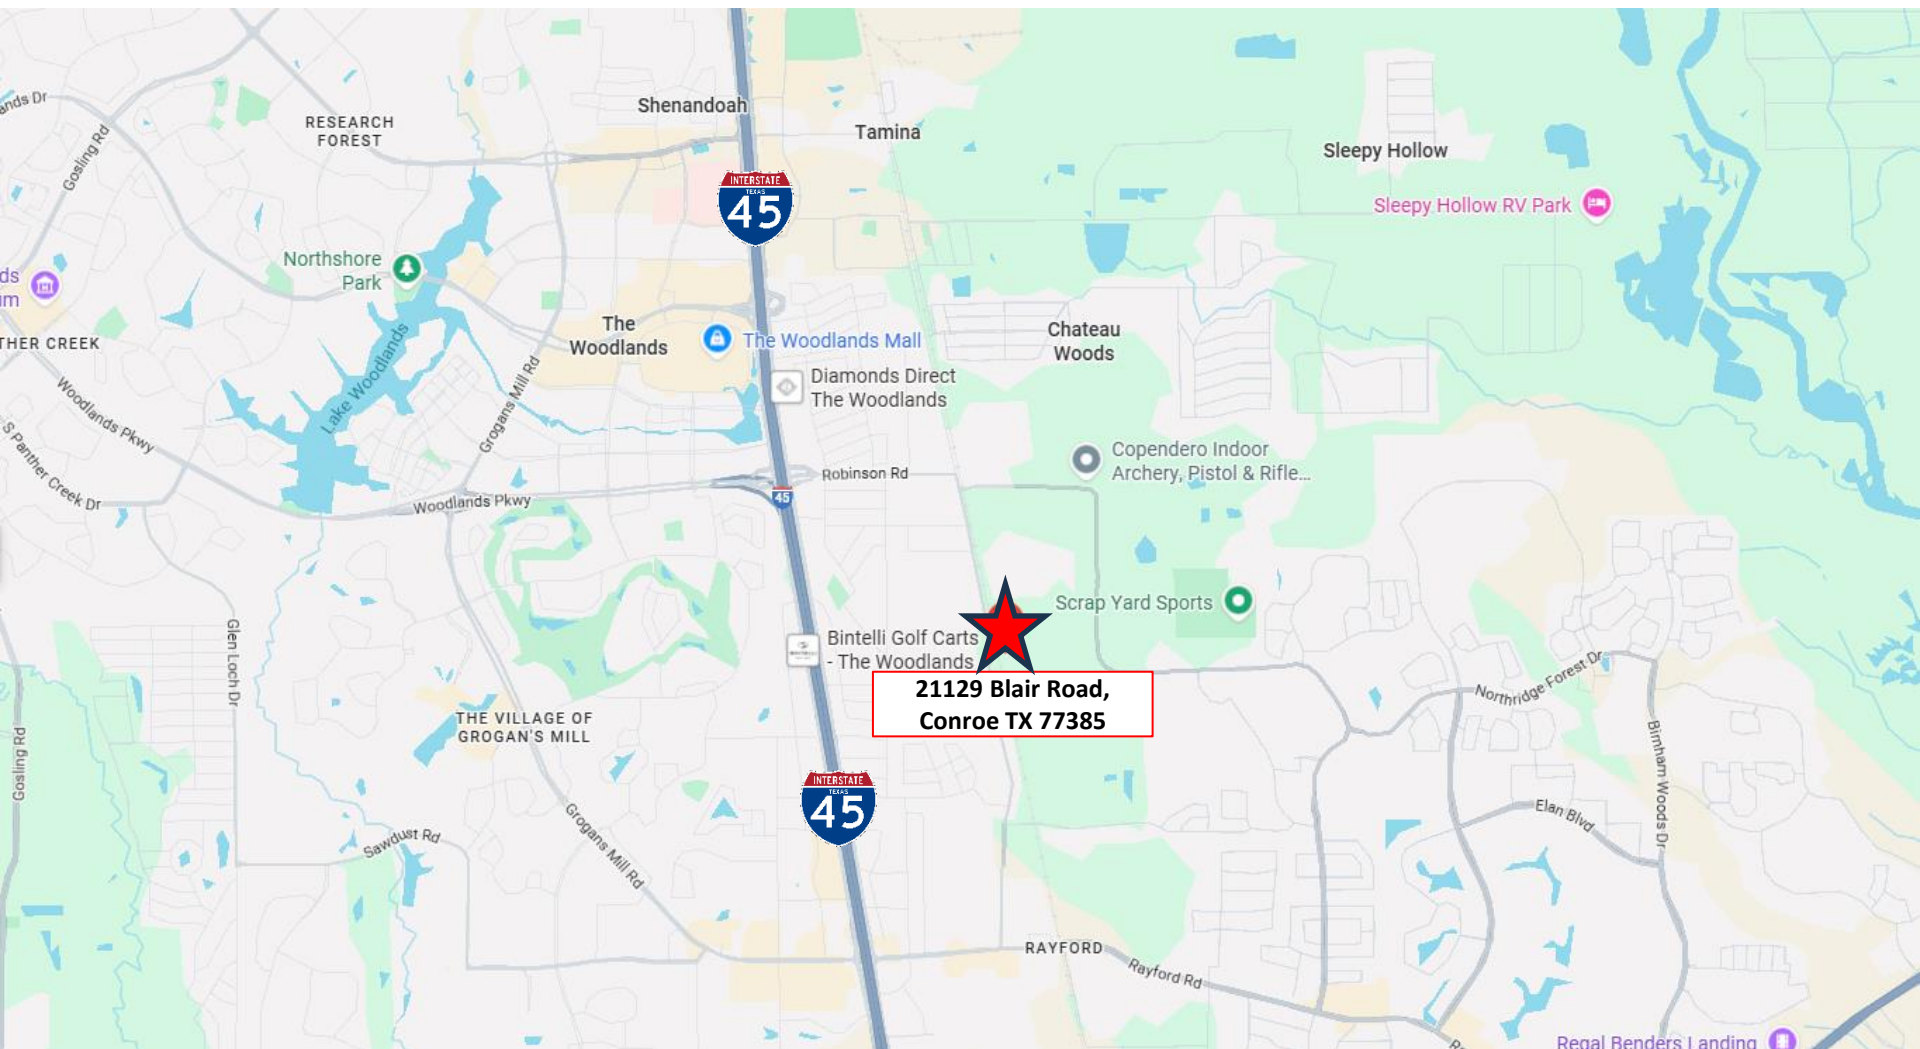 Shenandoah
RESEARCH
FOREST
Tamina
ands Dr
Gosling Rd
Sleepy Hollow
INTERSTATE
TEXAS
45
Sleepy Hollow RV Park
Northshore
Park
ds
um
The
Woodlands
The Woodlands Mall
Chateau
Woods
THER CREEK
Lake Woodlands
Grogans Mill Rd
Diamonds Direct
The Woodlands
Woodlands Pkwy
S Panther Creek Dr
Copendero Indoor
Archery, Pistol & Rifle...
Robinson Rd
45
Woodlands Pkwy
Scrap Yard Sports
Glen Loch Dr
Bintelli Golf Carts
- The Woodlands
21129 Blair Road,
Conroe TX 77385
Northridge Forest Dr
THE VILLAGE OF
GROGAN'S MILL
Gosling Rd
Birnham Woods Dr
INTERSTATE
TEXAS
45
Elan Blvd
Sawdust Rd
Grogans Mill Rd
RAYFORD
Rayford Rd
Regal Benders Landing